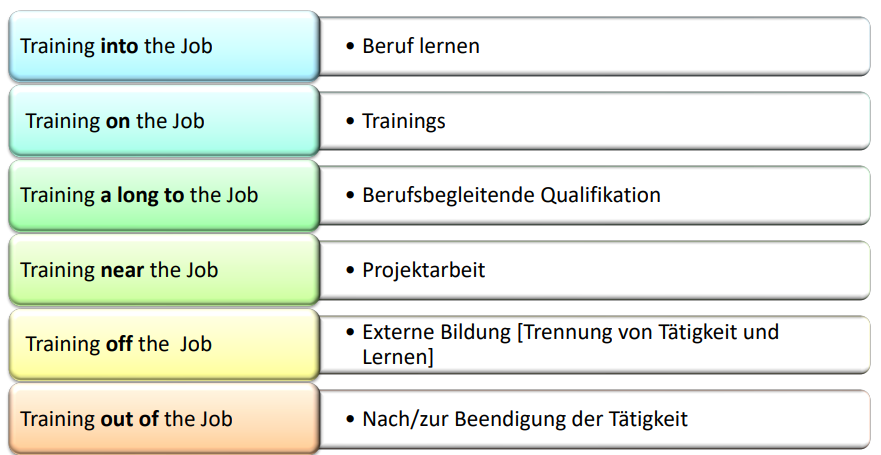 Training into the Job
• Beruf lernen
Training on the Job
• Trainings
Training a long to the Job
• Berufsbegleitende Qualifikation
Training near the Job
• Projektarbeit
Training off the  Job
• Externe Bildung [Trennung von Tätigkeit und
Lernen]
Training out of the Job
• Nach/zur Beendigung der Tätigkeit